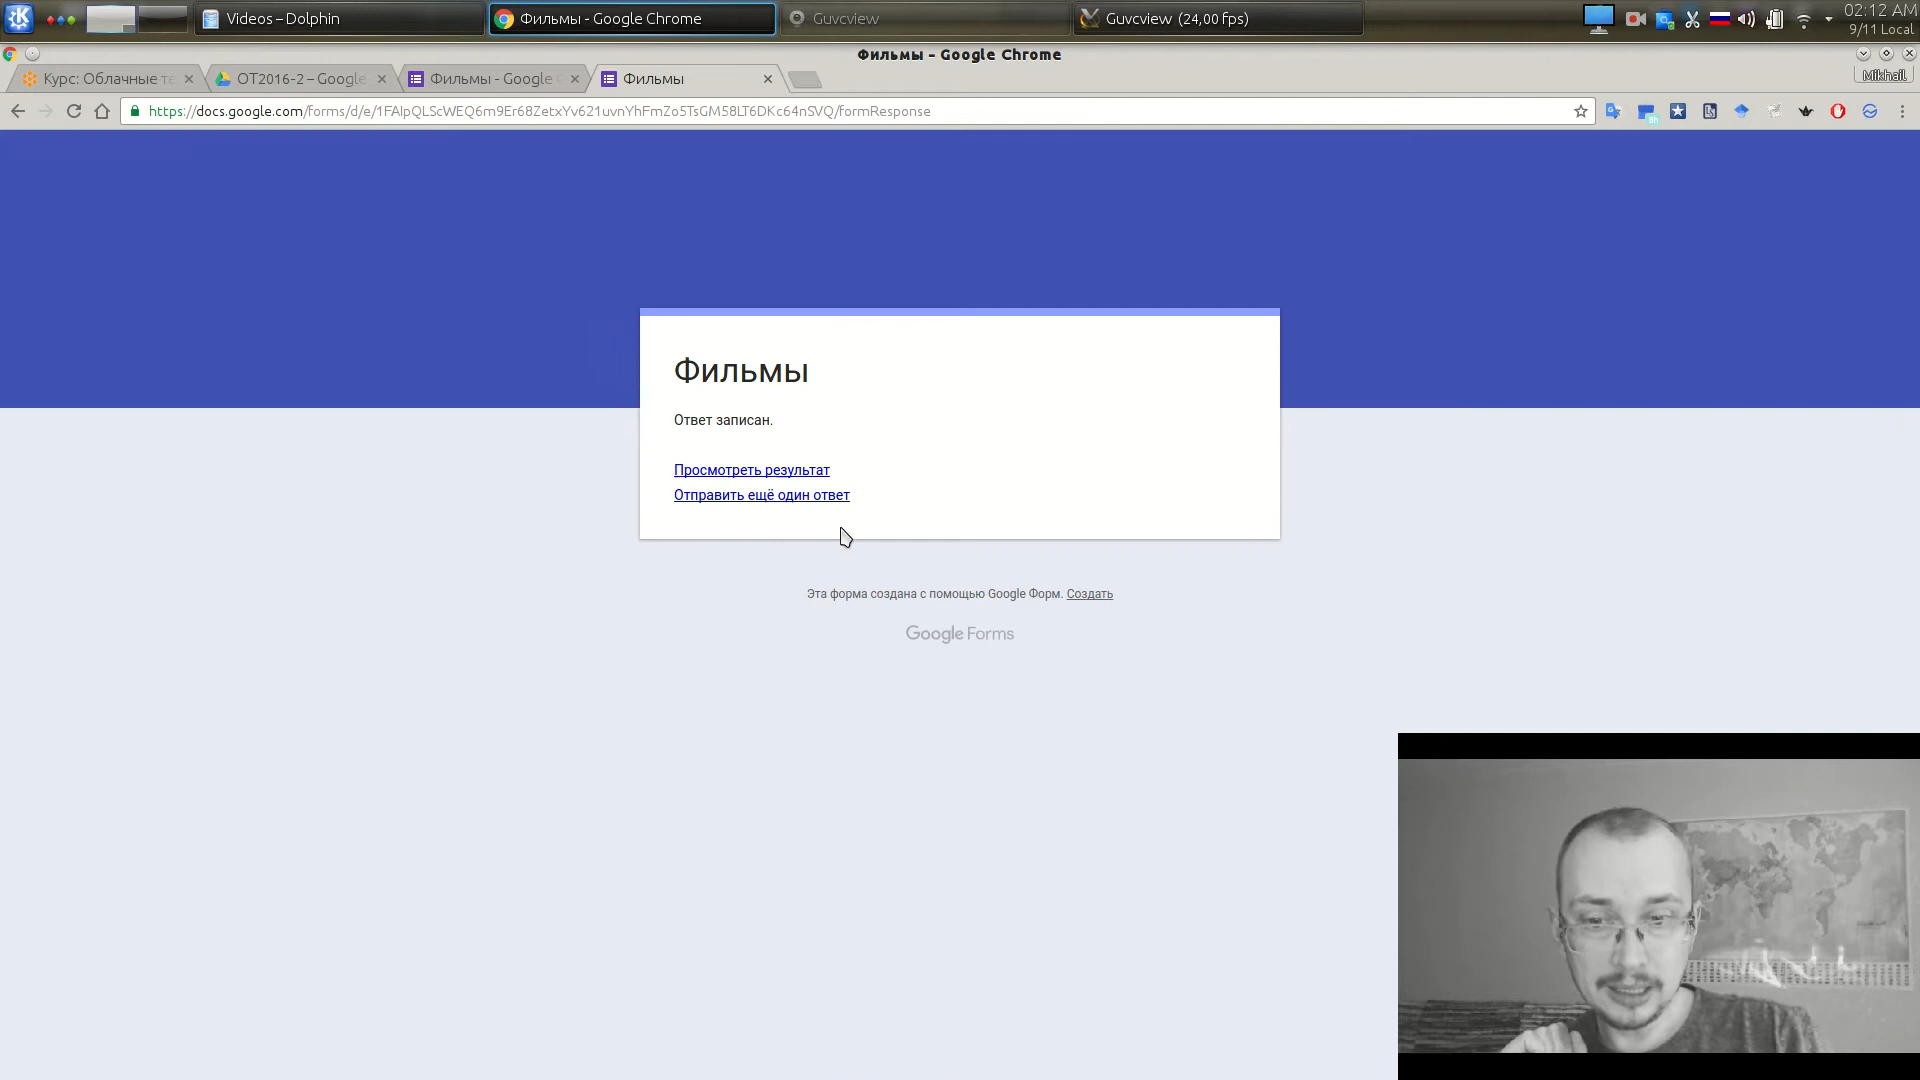 Videos – Dolphin
Фильмы - Google Chrome
Guvcview
Guvcview (24,00 fps)
02:12 AM
9/11 Local
Фильмы - Google Chrome
Курс: Облачные те
OT2016-2 – Google
Фильмы - Google
Фильмы
Mikhail
https://docs.google.com/forms/d/e/1FAIpQLScWEQ6m9Er68ZetxYv621uvnYhFmZo5TsGM58LT6DKc64nSVQ/formResponse
Фильмы
Ответ записан.
Просмотреть результат
Отправить ещё один ответ
Эта форма создана с помощью Google Форм. Создать
Google Forms